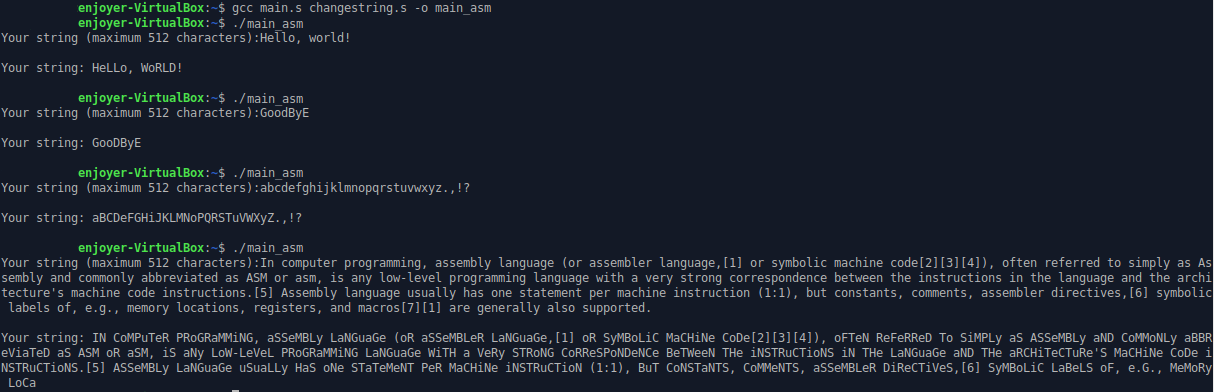 enjoyer-VirtualBox:~$ gcc main.s changestring.s -o main_asm
enjoyer-VirtualBox:~$ ./main_asm
Your string (maximum 512 characters):Hello, world!
Your string: HeLLo, WoRLD!
enjoyer-VirtualBox:~$ ./main_asm
Your string (maximum 512 characters):GoodByE
Your string: GooDByE
enjoyer-VirtualBox:~$ ./main_asm
Your string (maximum 512 characters):abcdefghijklmnopqrstuvwxyz.,!?
Your string: aBCDeFGHiJKLMNoPQRSTuVWXyZ.,!?
enjoyer-VirtualBox:~$ ./main_asm
Your string (maximum 512 characters):In computer programming, assembly language (or assembler language,[1] or symbolic machine code[2][3][4]), often referred to simply as As
sembly and commonly abbreviated as ASM or asm, is any low-level programming language with a very strong correspondence between the instructions in the language and the archi
tecture's machine code instructions.[5] Assembly language usually has one statement per machine instruction (1:1), but constants, comments, assembler directives,[6] symbolic
labels of, e.g., memory locations, registers, and macros[7][1] are generally also supported.
Your string: IN CoMPuTeR PRoGRaMMiNG, aSSeMBLy LaNGuaGe (oR aSSeMBLeR LaNGuaGe,[1] oR SyMBoLiC MaCHiNe CoDe[2][3][4]), oFTeN ReFeRReD To SiMPLy aS ASSeMBLy aND CoMMoNLy aBBR
eViaTeD aS ASM oR aSM, iS aNy LoW-LeVeL PRoGRaMMiNG LaNGuaGe WiTH a VeRy STRoNG CoRReSPoNDeNCe BeTWeeN THe iNSTRuCTioNS iN THe LaNGuaGe aND THe aRCHiTeCTuRe'S MaCHiNe CoDe i
NSTRuCTioNS.[5] ASSeMBLy LaNGuaGe uSuaLLy HaS oNe STaTeMeNT PeR MaCHiNe iNSTRuCTioN (1:1), BuT CoNSTaNTS, CoMMeNTS, aSSeMBLeR DiReCTiVeS,[6] SyMBoLiC LaBeLS oF, e.G., MeMoRy
LoCa